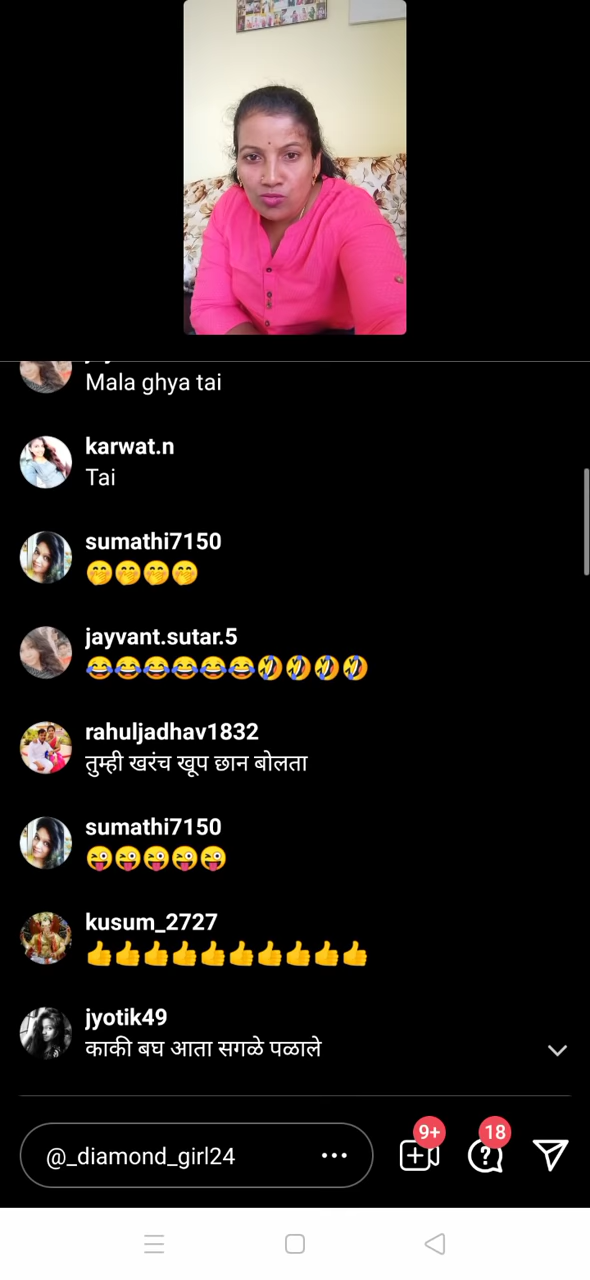 Mala ghya tai
karwat.n
Tai
sumathi7150
🤭🤭🤭🤭
jayvant.sutar.5
😂😂😂😂😂😂🤣🤣🤣🤣
rahuljadhav1832
तुम्ही खरंच खूप छान बोलता
sumathi7150
😜😜😜😜😜
kusum_2727
👍👍👍👍👍👍👍👍👍👍
jyotik49
काकी बघ आता सगळे पळाले
9+
18
@_diamond_girl24